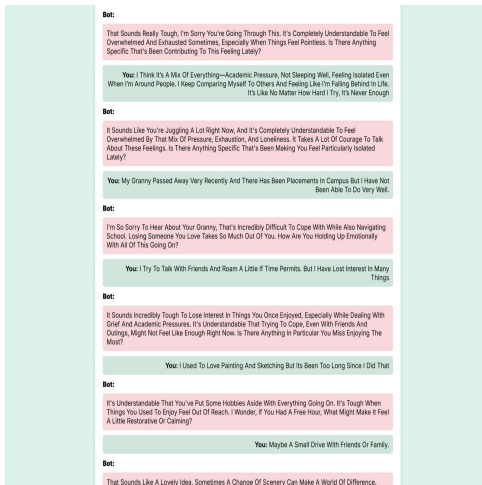 Bot:
That Sounds Really Tough, I'm Sorry You're Going Through This. It's Completely Understandable To Feel
Overwhelmed And Exhausted Sometimes, Especially When Things Feel Pointless. Is There Anything
Specific That's Been Contributing To This Feeling Lately?
You: I Think It's A Mix Of Everything—Academic Pressure, Not Sleeping Well, Feeling Isolated Even
When I'm Around People. I Keep Comparing Myself To Others And Feeling Like I'm Falling Behind In Life.
It's Like No Matter How Hard I Try, It's Never Enough
Bot:
It Sounds Like You're Juggling A Lot Right Now, And It's Completely Understandable To Feel
Overwhelmed By That Mix Of Pressure, Exhaustion, And Loneliness. It Takes A Lot Of Courage To Talk
About These Feelings. Is There Anything Specific That's Been Making You Feel Particularly Isolated
Lately?
You: My Granny Passed Away Very Recently And There Has Been Placements In Campus But I Have Not
Been Able To Do Very Well.
Bot:
I'm So Sorry To Hear About Your Granny, That's Incredibly Difficult To Cope With While Also Navigating
School. Losing Someone You Love Takes So Much Out Of You. How Are You Holding Up Emotionally
With All Of This Going On?
You: I Try To Talk With Friends And Roam A Little If Time Permits. But I Have Lost Interest In Many
Things
Bot:
It Sounds Incredibly Tough To Lose Interest In Things You Once Enjoyed, Especially While Dealing With
Grief And Academic Pressures. It's Understandable That Trying To Cope, Even With Friends And
Outings, Might Not Feel Like Enough Right Now. Is There Anything In Particular You Miss Enjoying The
Most?
You: I Used To Love Painting And Sketching But Its Been Too Long Since I Did That
Bot:
It's Understandable That You've Put Some Hobbies Aside With Everything Going On. It's Tough When
Things You Used To Enjoy Feel Out Of Reach. I Wonder, If You Had A Free Hour, What Might Make It Feel
A Little Restorative Or Calming?
You: Maybe A Small Drive With Friends Or Family.
Bot:
That Sounds Like A Lovely Idea. Sometimes A Change Of Scenery Can Make A World Of Difference.